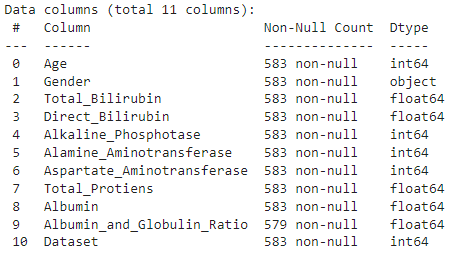 Data columns (total 11 columns):
 #   Column                      Non-Null Count  Dtype
---  ------                      --------------  -----
 0   Age                         583 non-null    int64
 1   Gender                      583 non-null    object
 2   Total_Bilirubin             583 non-null    float64
 3   Direct_Bilirubin            583 non-null    float64
 4   Alkaline_Phosphotase        583 non-null    int64
 5   Alamine_Aminotransferase    583 non-null    int64
 6   Aspartate_Aminotransferase  583 non-null    int64
 7   Total_Protiens              583 non-null    float64
 8   Albumin                     583 non-null    float64
 9   Albumin_and_Globulin_Ratio  579 non-null    float64
 10  Dataset                     583 non-null    int64